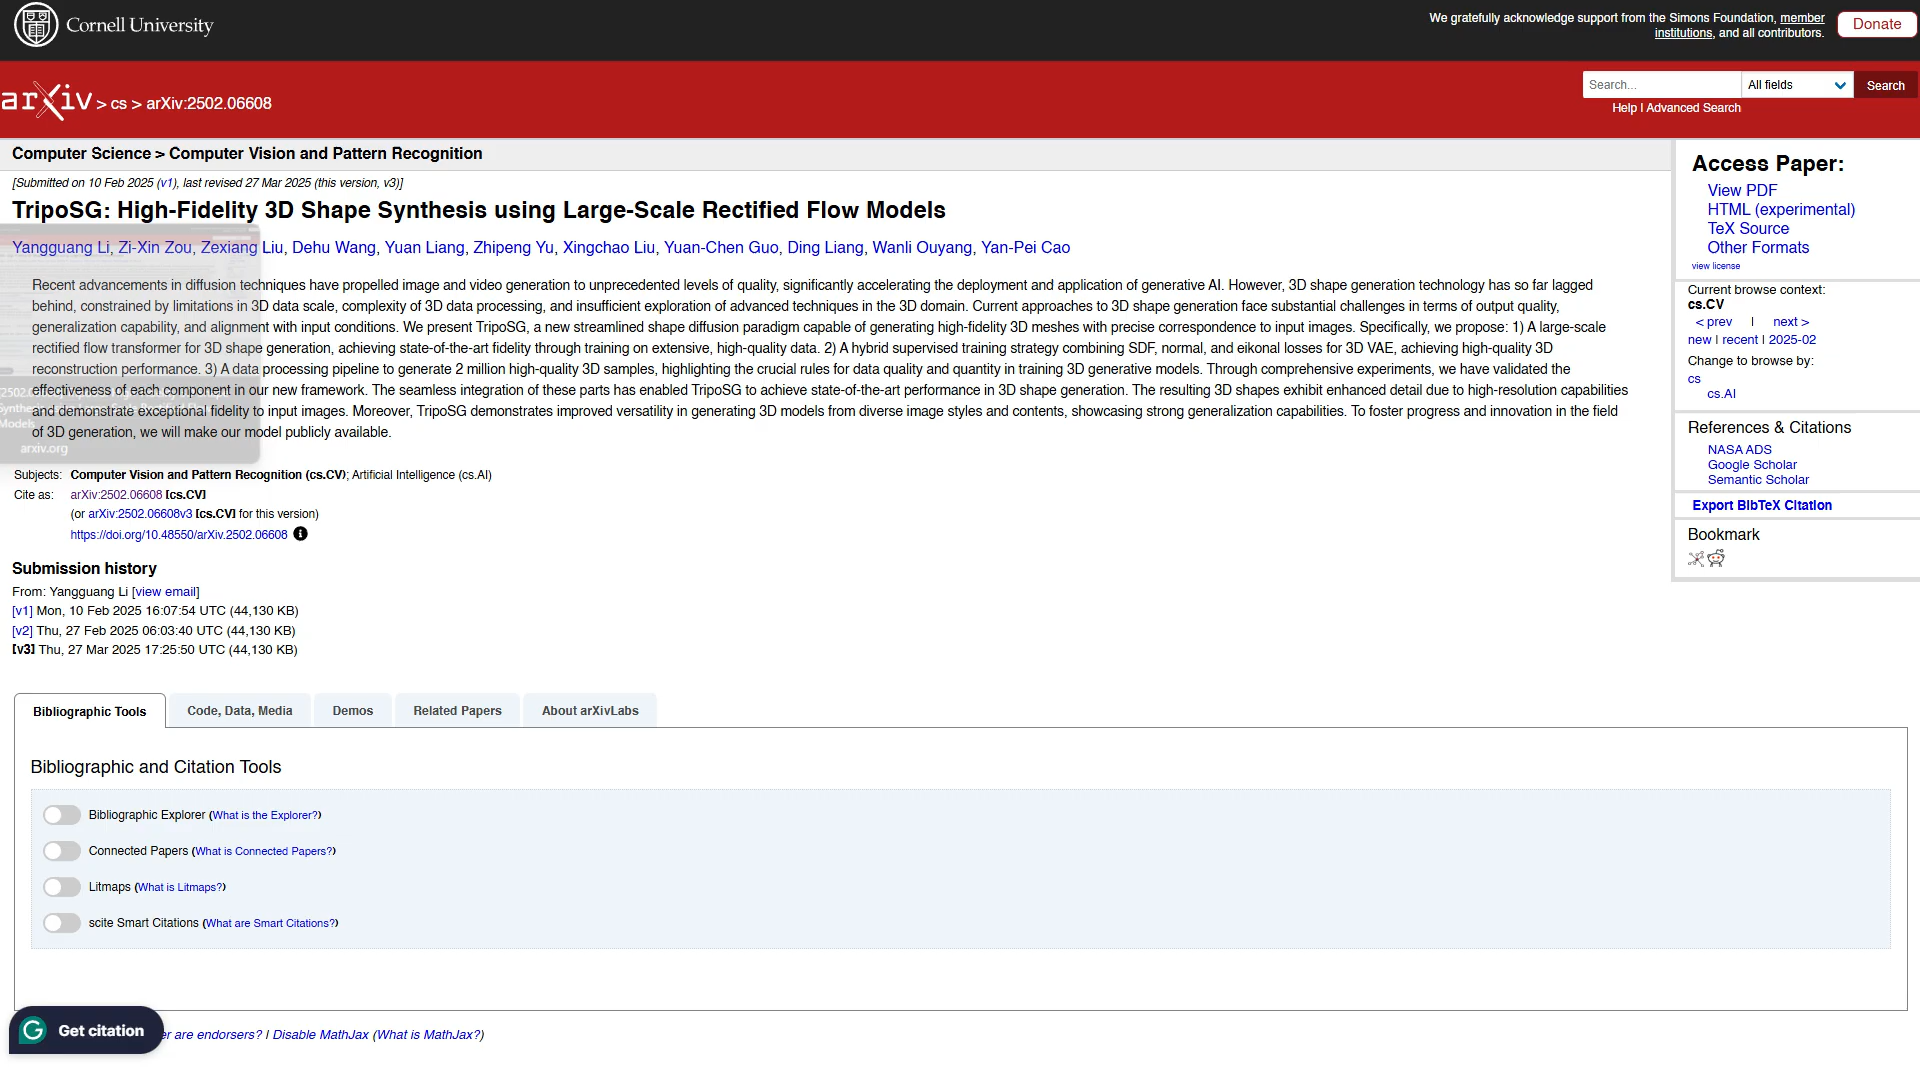 Cornell University
We gratefully acknowledge support from the Simons Foundation, member
institutions, and all contributors.
Donate
arXiv > cs > arXiv:2502.06608
Search...
All fields
Search
Help | Advanced Search
Computer Science > Computer Vision and Pattern Recognition
[Submitted on 10 Feb 2025 (v1), last revised 27 Mar 2025 (this version, v3)]
TripoSG: High-Fidelity 3D Shape Synthesis using Large-Scale Rectified Flow Models
Yangguang Li, Zi-Xin Zou, Zexiang Liu, Dehu Wang, Yuan Liang, Zhipeng Yu, Xingchao Liu, Yuan-Chen Guo, Ding Liang, Wanli Ouyang, Yan-Pei Cao
Recent advancements in diffusion techniques have propelled image and video generation to unprecedented levels of quality, significantly accelerating the deployment and application of generative AI. However, 3D shape generation technology has so far lagged
behind, constrained by limitations in 3D data scale, complexity of 3D data processing, and insufficient exploration of advanced techniques in the 3D domain. Current approaches to 3D shape generation face substantial challenges in terms of output quality,
generalization capability, and alignment with input conditions. We present TripoSG, a new streamlined shape diffusion paradigm capable of generating high-fidelity 3D meshes with precise correspondence to input images. Specifically, we propose: 1) A large-scale
rectified flow transformer for 3D shape generation, achieving state-of-the-art fidelity through training on extensive, high-quality data. 2) A hybrid supervised training strategy combining SDF, normal, and eikonal losses for 3D VAE, achieving high-quality 3D
reconstruction performance. 3) A data processing pipeline to generate 2 million high-quality 3D samples, highlighting the crucial rules for data quality and quantity in training 3D generative models. Through comprehensive experiments, we have validated the
effectiveness of each component in our new framework. The seamless integration of these parts has enabled TripoSG to achieve state-of-the-art performance in 3D shape generation. The resulting 3D shapes exhibit enhanced detail due to high-resolution capabilities
and demonstrate exceptional fidelity to input images. Moreover, TripoSG demonstrates improved versatility in generating 3D models from diverse image styles and contents, showcasing strong generalization capabilities. To foster progress and innovation in the field
of 3D generation, we will make our model publicly available.
Models
arxiv.org
Subjects: Computer Vision and Pattern Recognition (cs.CV); Artificial Intelligence (cs.AI)
Cite as: arXiv:2502.06608 [cs.CV]
(or arXiv:2502.06608v3 [cs.CV] for this version)
https://doi.org/10.48550/arXiv.2502.06608
Submission history
From: Yangguang Li [view email]
[v1] Mon, 10 Feb 2025 16:07:54 UTC (44,130 KB)
[v2] Thu, 27 Feb 2025 06:03:40 UTC (44,130 KB)
[v3] Thu, 27 Mar 2025 17:25:50 UTC (44,130 KB)
Bibliographic Tools
Code, Data, Media
Demos
Related Papers
About arXivLabs
Bibliographic and Citation Tools
Bibliographic Explorer (What is the Explorer?)
Connected Papers (What is Connected Papers?)
Litmaps (What is Litmaps?)
scite Smart Citations (What are Smart Citations?)
Get citation
er are endorsers? | Disable MathJax (What is MathJax?)
Access Paper:
View PDF
HTML (experimental)
TeX Source
Other Formats
view license
Current browse context:
cs.CV
< prev | next >
new | recent | 2025-02
Change to browse by:
cs
cs.AI
References & Citations
NASA ADS
Google Scholar
Semantic Scholar
Export BibTeX Citation
Bookmark